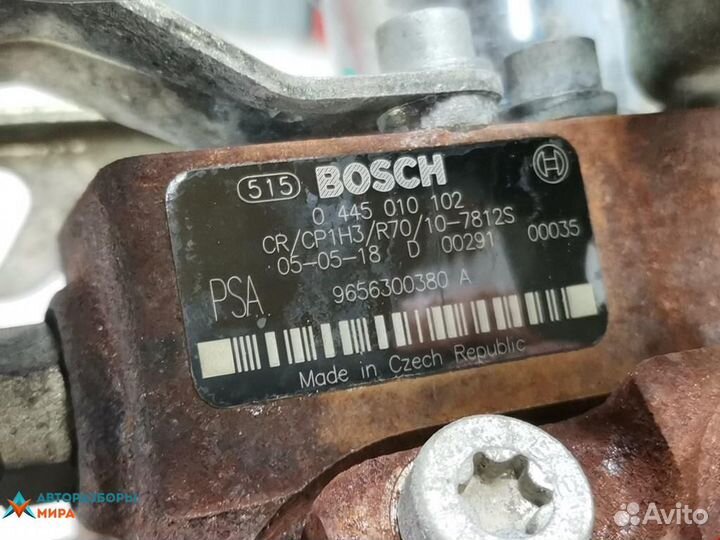 515 BOSCH
0 445 010 102
CR/CP1H3/R70/10-7812S
05-05-18 D 00291 00035
PSA 9656300380 A
Made in Czech Republic
АВТОРАЗБОРЫ
МИРА
Avito